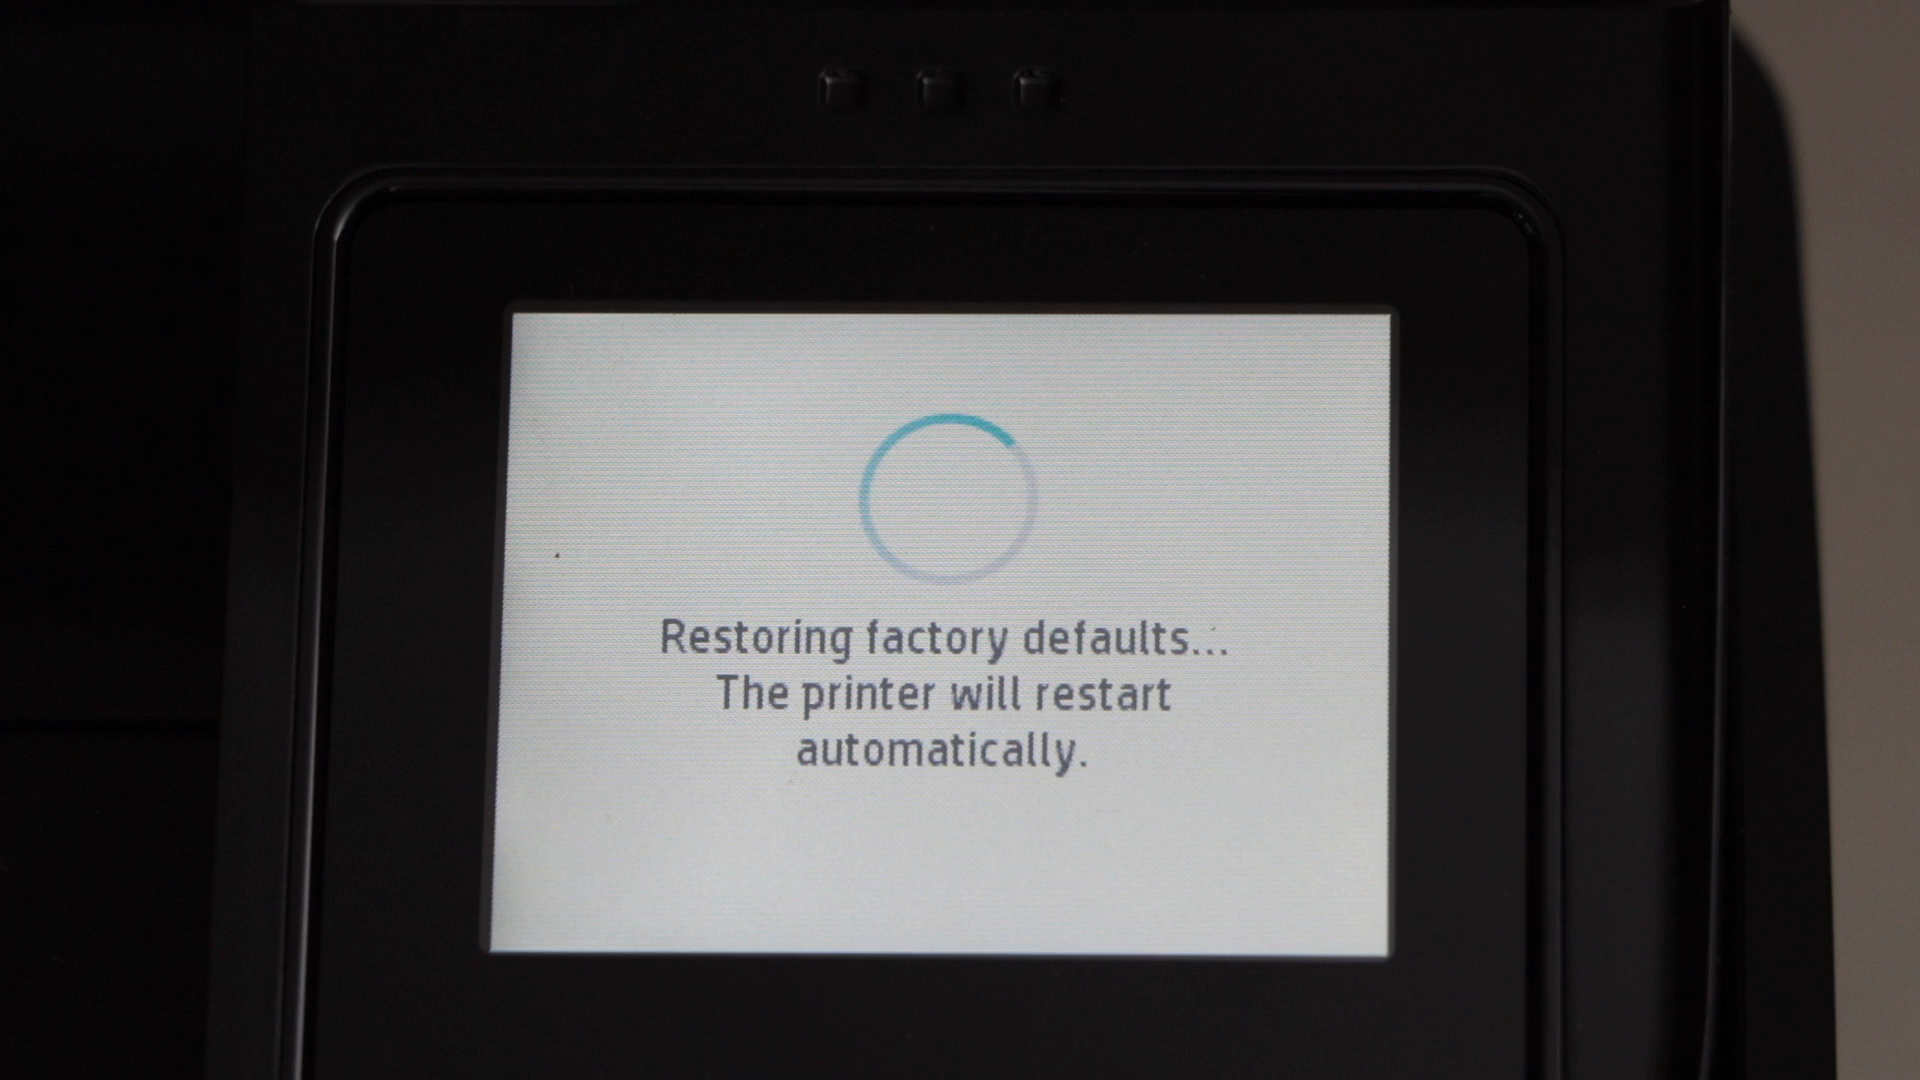 Restoring factory defaults...
The printer will restart
automatically.